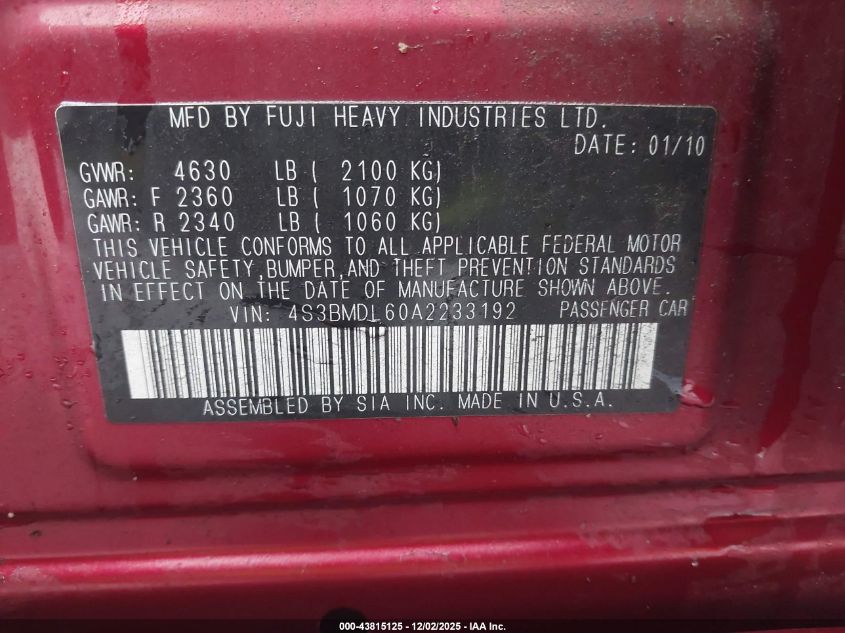 MFD BY FUJI HEAVY INDUSTRIES LTD.
DATE: 01/10
GVWR: 4630 LB ( 2100 KG)
GAWR: F 2360 LB ( 1070 KG)
GAWR: R 2340 LB ( 1060 KG)
THIS VEHICLE CONFORMS TO ALL APPLICABLE FEDERAL MOTOR
VEHICLE SAFETY,BUMPER,AND THEFT PREVENTION STANDARDS
IN EFFECT ON THE DATE OF MANUFACTURE SHOWN ABOVE.
VIN: 4S3BMDL60A2233192 PASSENGER CAR
ASSEMBLED BY SIA INC. MADE IN U.S.A.
000-43815125 - 12/02/2025 - IAA Inc.